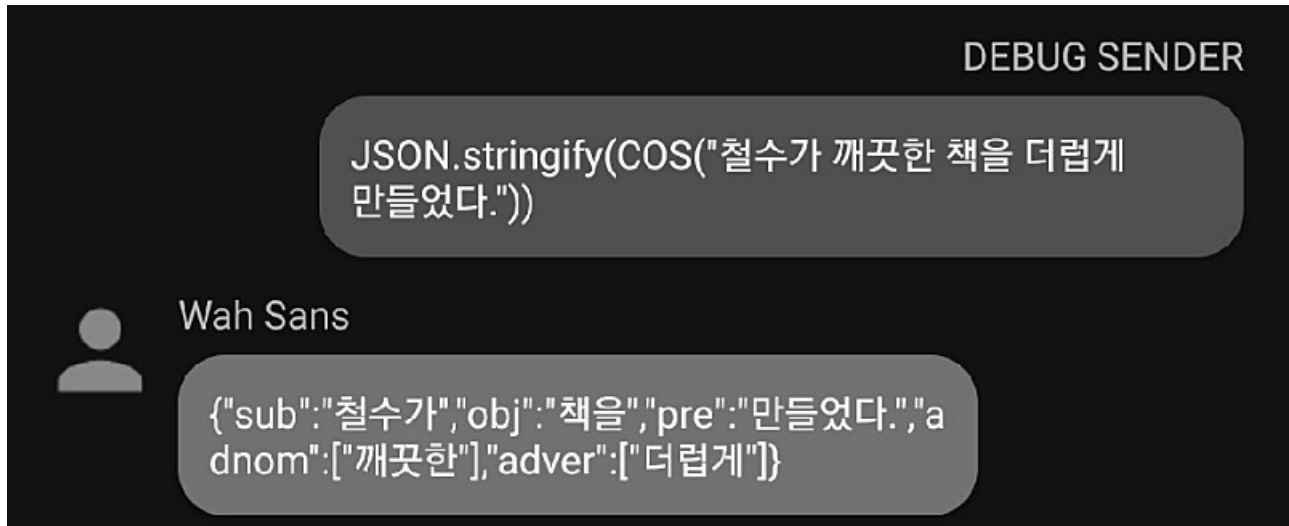 DEBUG SENDER
JSON.stringify(COS("철수가 깨끗한 책을 더럽게
만들었다."))
Wah Sans
{"sub":"철수가","obj":"책을","pre":"만들었다.","a
dnom":["깨끗한"],"adver":["더럽게"]}